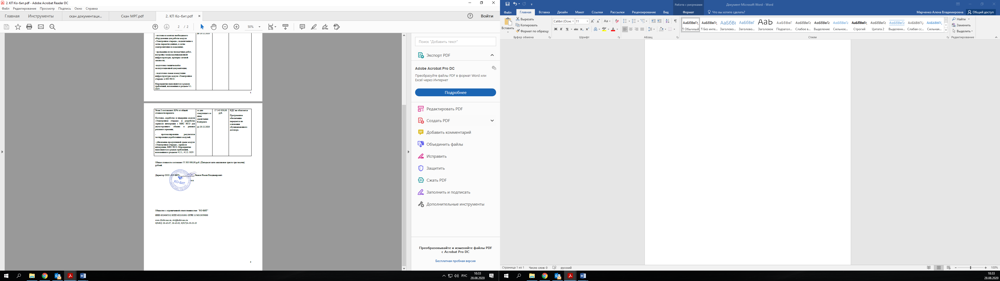 2. КП Ко-бит.pdf - Adobe Acrobat Reader DC
Файл Редактирование Просмотр Подпись Окно Справка
Главная Инструменты скан документаци... Скан МРГ.pdf 2. КП Ко-бит.pdf × Войти
2 / 2 50%
до 20.12.2020
- поставка и монтаж необходимого
оборудования для работы модуля
«Электронная очередь», подключение к
сетям передачи данных, к сетям
электропитания и заземления;
- проведение пуско-наладочных работ,
настройка телекоммуникационной
инфраструктуры, проверка сетевой
связности;
-подготовка технической и
эксплуатационной документации;
- подготовка схемы коммутации
инфраструктуры модуля «Электронная
очередь» в МО НСО.
Мероприятия выполняются в рамках
требований, изложенных в разделе 4.1.
ООЗ
1
Этап 2 составляет 31% от общей
стоимости проекта
Поставка, доработка и внедрение модуля
«Электронная очередь» и разработка
сервисов интеграции с МИС НСО для
двухстороннего обмена в режиме
реального времени;
- протоколирование результатов
тестирования доработанных модулей;
- обновление продуктивной среды модуля
«Электронная очередь», сервисов
интеграции, МИС НСО. Мероприятия
выполняются в рамках требований,
изложенных в разделах 4.2.1., 4.2.2. ООЗ
со дня
следующего за
днем
заключения
Контракта
до 20.12.2020
17 143 930,00
руб.
НДС не облагается
Программное
обеспечение
передается на
основании
сублицензионного
договора.
Общая стоимость составляет 55 303 000,00 руб. (Пятьдесят пять миллионов триста три тысячи)
рублей.
Директор ООО «КО-БИТ» Рыжов Роман Владимирович
м.п.
КО-БИТ
Общество с ограниченной ответственностью "КО-БИТ"
ИНН 6324065312 КПП 632101001 ОГРН 1156313059000
www.Kobit-suo.ru, rrv@kobit-suo.ru
8(8482) 36-43-07, 36-43-02, 8(927)6-10-33-33
2
Поиск "Добавить текст"
Экспорт PDF
Adobe Acrobat Pro DC
Преобразуйте файлы PDF в формат Word или
Excel через Интернет
Подробнее
Редактировать PDF
Создать PDF
Добавить комментарий
Объединить файлы
Исправить
Защитить
Сжать PDF
Заполнить и подписать
Дополнительные инструменты
Преобразовывайте и изменяйте файлы PDF
с Acrobat Pro DC
Бесплатная пробная версия
РУС 10:33
28.08.2020
Работа с рисунками Документ Microsoft Word - Word
Файл Главная Вставка Дизайн Макет Ссылки Рассылки Рецензирование Вид Формат Что вы хотите сделать? Марченко Алена Владимировна Общий доступ
Вставить
Вырезать
Копировать
Формат по образцу
Буфер обмена
Calibri (Осно 11 Aa
Ж К Ч abc x₂ x²
Шрифт
Абзац
АаБбВвГг, АаБбВвГг, АаБбВв АаБбВвГ Aab АаБбВвГ АаБбВвГг АаБбВвГг АаБбВвГг АаБбВвГг, АаБбВвГг АаБбВвГг АаБбВвГг, АаБбВвГг,
¶ Обычный ¶ Без инте... Заголово... Заголово... Заголовок Подзагол... Слабое в... Выделение Сильное... Строгий Цитата 2 Выделенн... Слабая сс... Сильная...
Стили
Найти
Заменить
Выделить
Редактирование
Страница 1 из 1 Число слов: 0 русский 100%
10:33
28.08.2020